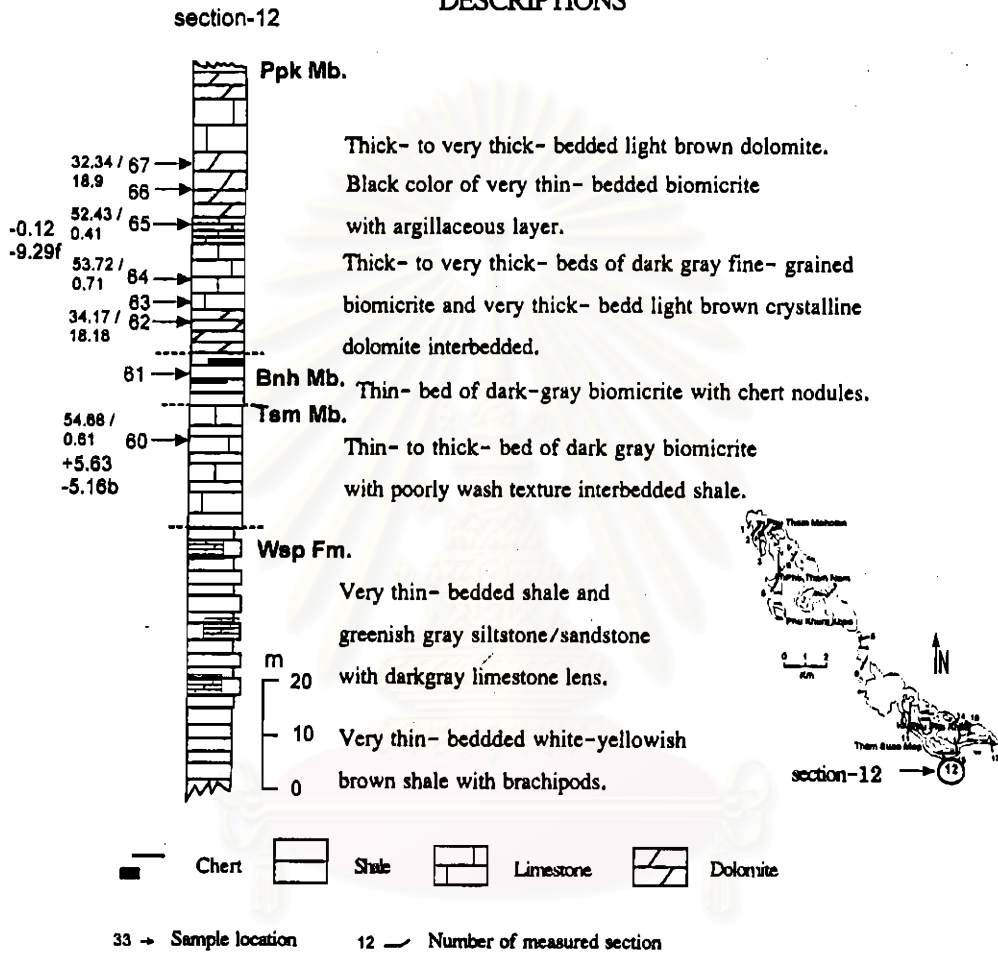 DESCRIPTIONS
section-12
Ppk Mb.
Thick- to very thick- bedded light brown dolomite.
32.34 / 67
18.9 66
Black color of very thin- bedded biomicrite
52.43 / 65
0.41
with argillaceous layer.
-0.12
-9.29f
53.72 / 64
0.71
Thick- to very thick- beds of dark gray fine- grained
63
biomicrite and very thick- bedd light brown crystalline
34.17 / 62
18.18
dolomite interbedded.
61
Bnh Mb.
Thin- bed of dark-gray biomicrite with chert nodules.
Tsm Mb.
54.68 /
0.61 60
+5.63
-5.16b
Thin- to thick- bed of dark gray biomicrite
with poorly wash texture interbedded shale.
Wsp Fm.
Very thin- bedded shale and
greenish gray siltstone/sandstone
with darkgray limestone lens.
m
20
10
0
Very thin- beddded white-yellowish
brown shale with brachipods.
N
0 1 2
Km
section-12
12
Chert
Shale
Limestone
Dolomite
33 → Sample location
12 Number of measured section